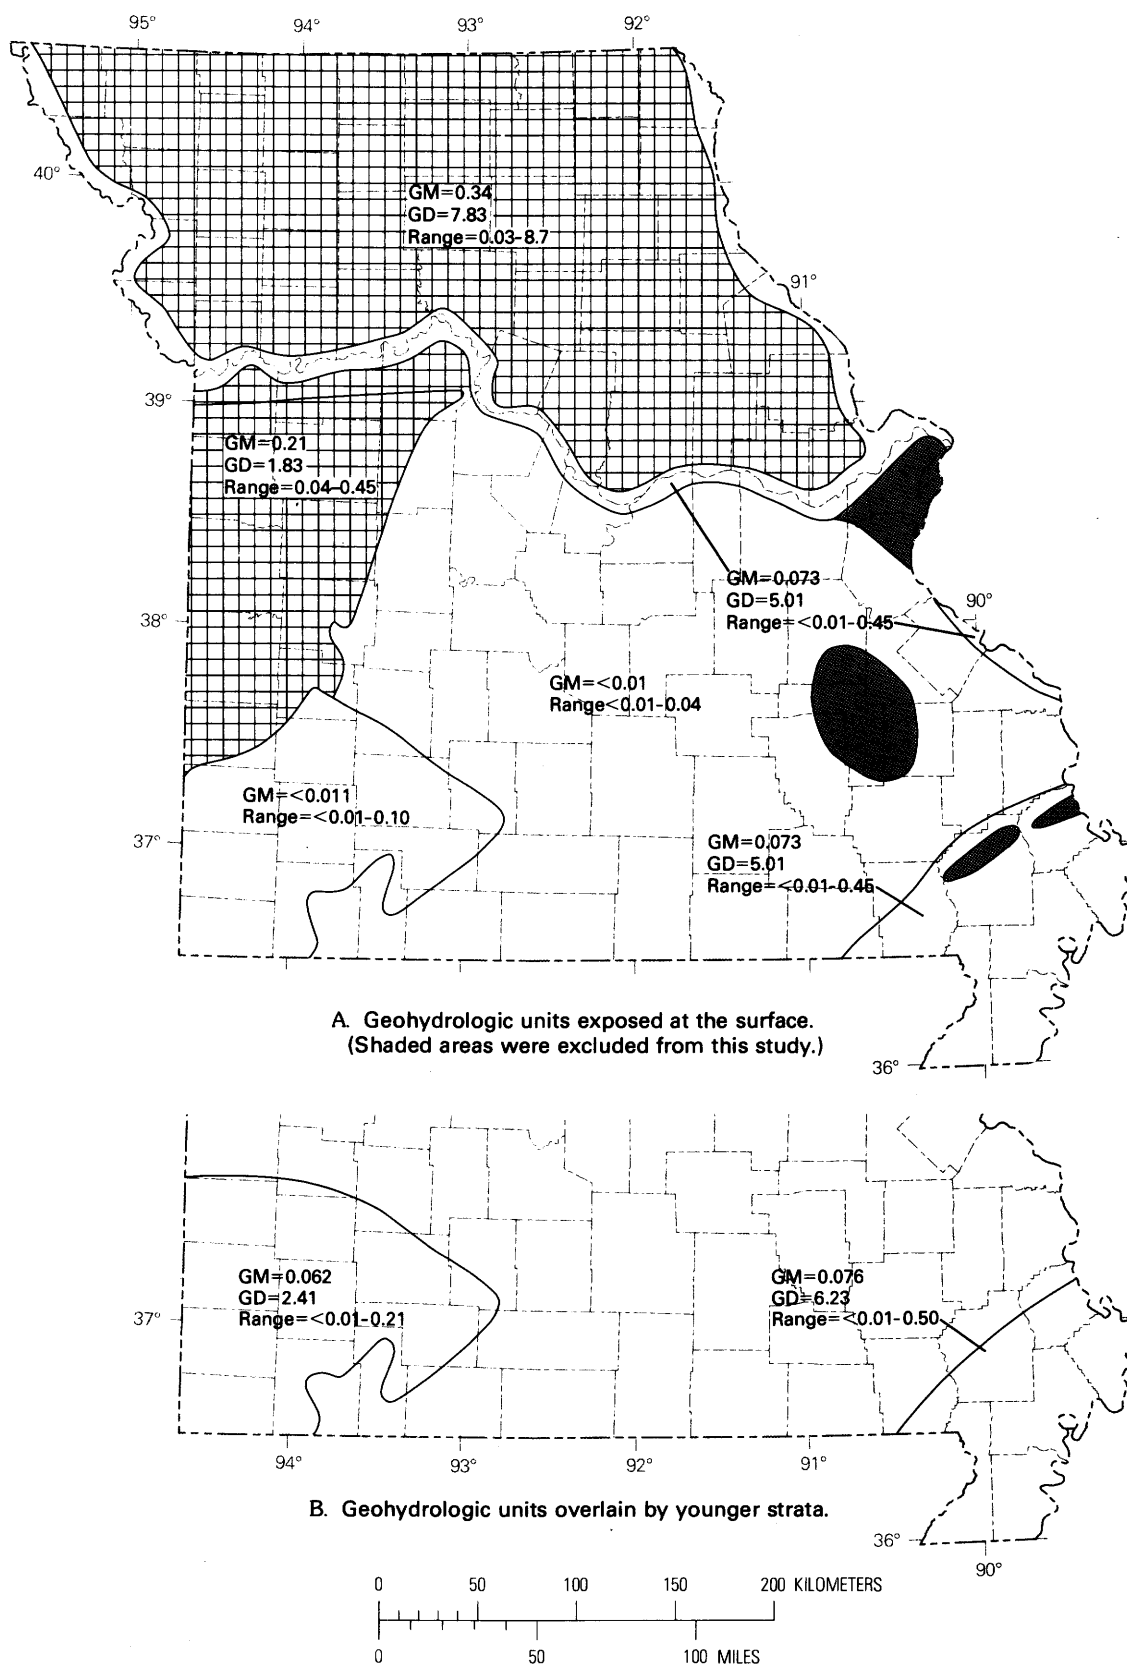 95°
94°
93°
92°
40°
GM=0.34
GD=7.83
Range=0.03-8.7
91°
39°
GM=0.21
GD=1.83
Range=0.04-0.45
GM=0.073
GD=5.01
Range=<0.01-0.45
90°
38°
GM=<0.01
Range<0.01-0.04
GM=<0.011
Range=<0.01-0.10
37°
GM=0.073
GD=5.01
Range=<0.01-0.45
A. Geohydrologic units exposed at the surface.
(Shaded areas were excluded from this study.)
36°
GM=0.062
GD=2.41
Range=<0.01-0.21
GM=0.076
GD=6.23
Range=<0.01-0.50
37°
94°
93°
92°
91°
B. Geohydrologic units overlain by younger strata.
36°
90°
0 50 100 150 200 KILOMETERS
0 50 100 MILES